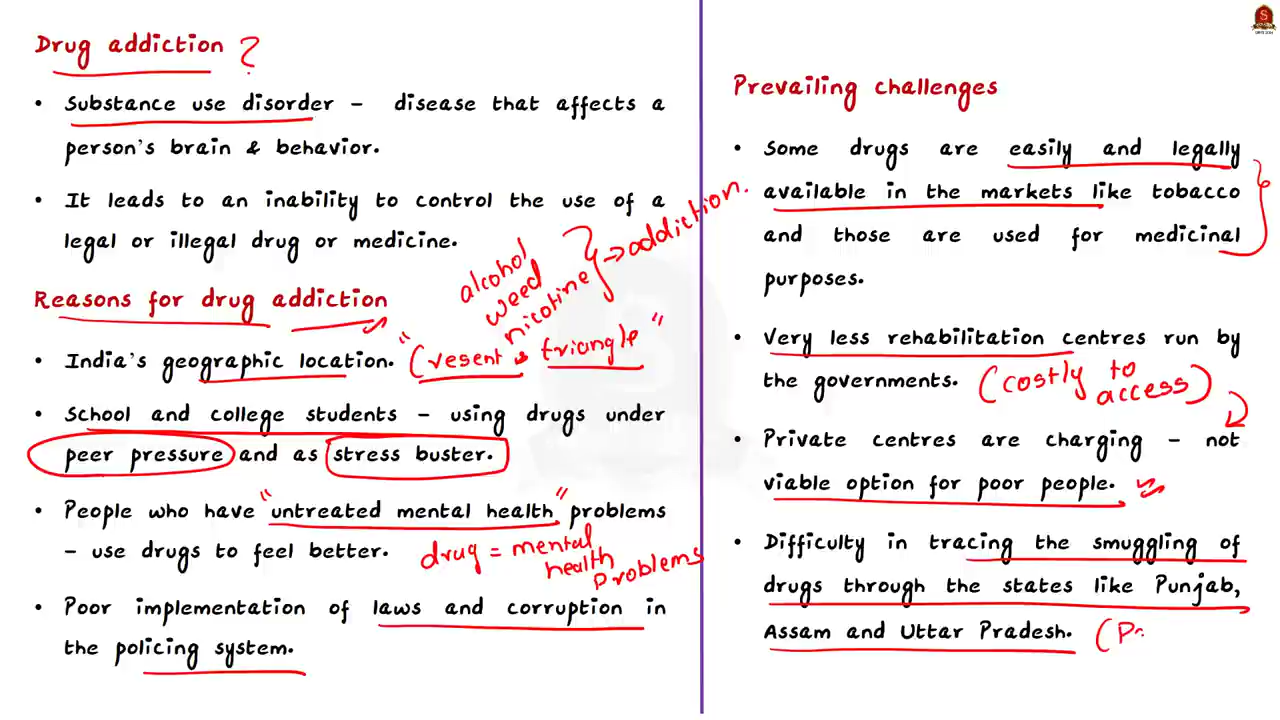 Drug addiction ?
• Substance use disorder - disease that affects a
person's brain & behavior.
• It leads to an inability to control the use of a
legal or illegal drug or medicine.
alcohol
weed
nicotine
→ addiction.
Reasons for drug addiction
• India's geographic location. "(resent triangle"
• School and college students - using drugs under
peer pressure and as stress buster.
• People who have "untreated mental health" problems
- use drugs to feel better.
drug = mental
health
problems
• Poor implementation of laws and corruption in
the policing system.
Prevailing challenges
• Some drugs are easily and legally
available in the markets like tobacco
and those are used for medicinal
purposes.
• Very less rehabilitation centres run by
the governments. (costly to
access)
• Private centres are charging - not
viable option for poor people.
• Difficulty in tracing the smuggling of
drugs through the states like Punjab,
Assam and Uttar Pradesh.